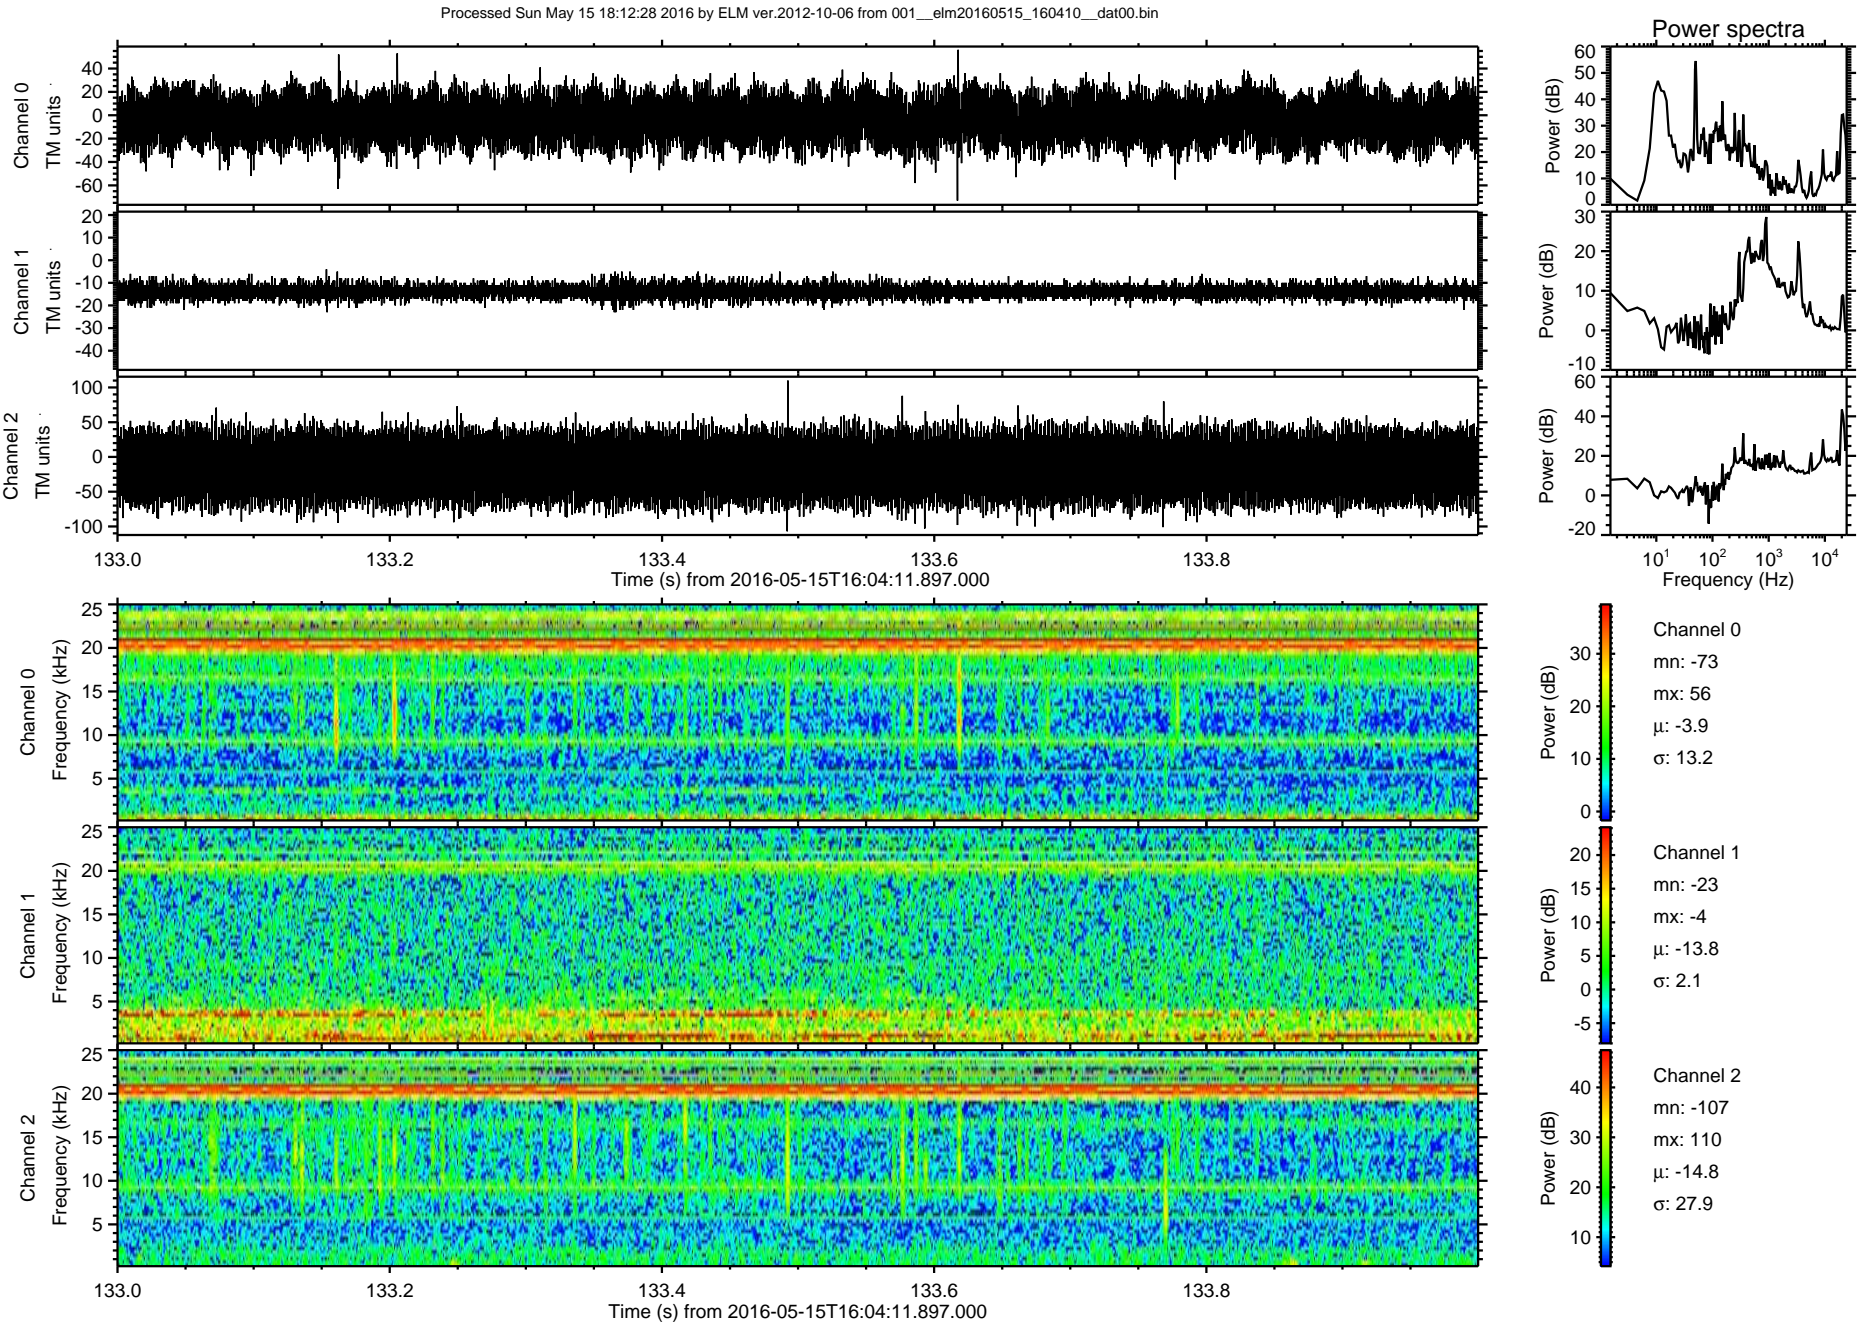 Processed Sun May 15 18:12:28 2016 by ELM ver.2012-10-06 from 001__elm20160515_160410__dat00.bin
Power spectra
Channel 0
TM units
40
20
0
-20
-40
-60
Power (dB)
60
50
40
30
20
10
0
Channel 1
TM units
20
10
0
-10
-20
-30
-40
Power (dB)
30
20
10
0
-10
Channel 2
TM units
100
50
0
-50
-100
Power (dB)
60
40
20
0
-20
133.0 133.2 133.4 133.6 133.8
Time (s) from 2016-05-15T16:04:11.897.000
10¹ 10² 10³ 10⁴
Frequency (Hz)
Channel 0
Frequency (kHz)
25
20
15
10
5
Power (dB)
30
20
10
0
Channel 0
mn: -73
mx: 56
µ: -3.9
σ: 13.2
Channel 1
Frequency (kHz)
25
20
15
10
5
Power (dB)
20
15
10
5
0
-5
Channel 1
mn: -23
mx: -4
µ: -13.8
σ: 2.1
Channel 2
Frequency (kHz)
25
20
15
10
5
Power (dB)
40
30
20
10
Channel 2
mn: -107
mx: 110
µ: -14.8
σ: 27.9
133.0 133.2 133.4 133.6 133.8
Time (s) from 2016-05-15T16:04:11.897.000